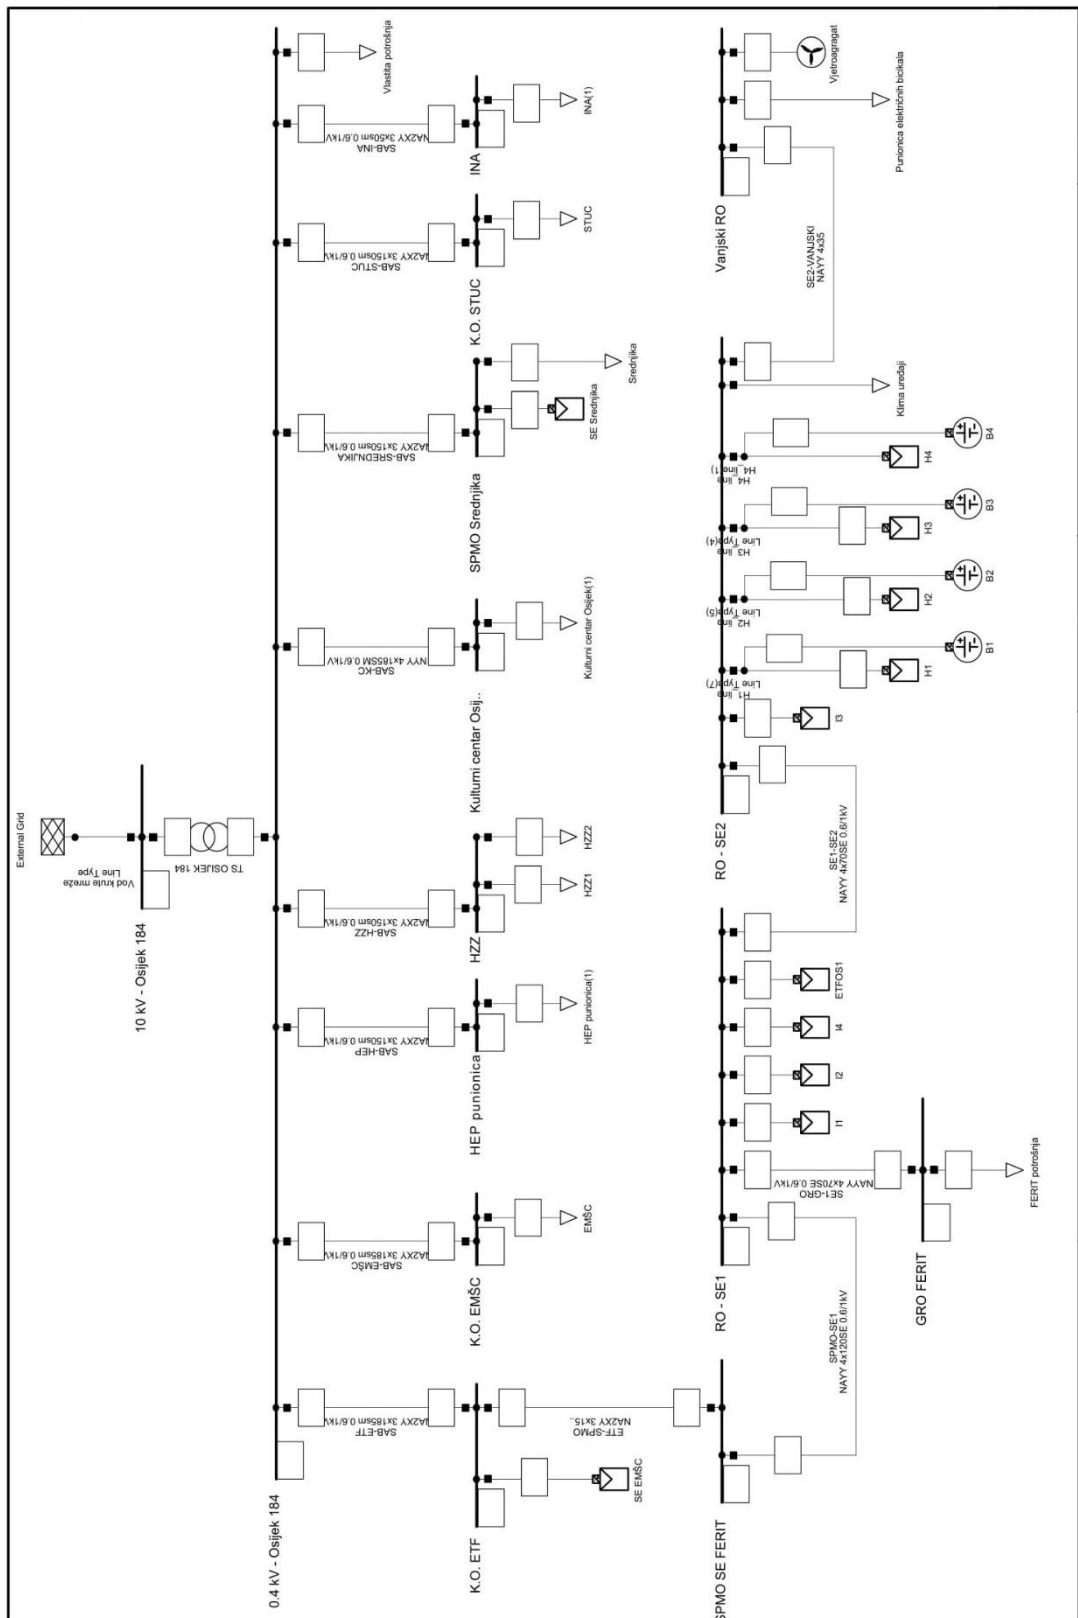 External Grid
Vod krute mreže
Line Type
10 kV - Osijek 184
TS OSIJEK 184
0.4 kV - Osijek 184
Vlastita potrošnja
SAB-INA
NA2XY 3x50sm 0.6/1kV
INA
INA(1)
SAB-STUC
NA2XY 3x150sm 0.6/1kV
K.O. STUC
STUC
SAB-SREDNJIKA
NA2XY 3x150sm 0.6/1kV
SPMO Srednjika
SE Srednjika
Srednjika
SAB-KC
NYY 4x185SM 0.6/1kV
Kulturni centar Osij..
Kulturni centar Osijek(1)
SAB-HZZ
NA2XY 3x150sm 0.6/1kV
HZZ
HZZ1
HZZ2
SAB-HEP
NA2XY 3x150sm 0.6/1kV
HEP punionica
HEP punionica(1)
SAB-EMŠC
NA2XY 3x185sm 0.6/1kV
K.O. EMŠC
EMŠC
SAB-ETF
NA2XY 3x185sm 0.6/1kV
K.O. ETF
SE EMŠC
ETF-SPMO
NA2XY 3x15..
SPMO SE FERIT
SPMO-SE1
NAYY 4x120SE 0.6/1kV
RO - SE1
SE1-GRO
NAYY 4x70SE 0.6/1kV
GRO FERIT
FERIT potrošnja
I1
I2
I4
ETFOS1
SE1-SE2
NAYY 4x70SE 0.6/1kV
RO - SE2
I3
H1_line
Line Type(7)
H1
B1
H2_line
Line Type(5)
H2
B2
H3_line
Line Type(4)
H3
B3
H4_line
H4_line(1)
H4
B4
Klima uređaji
SE2-VANJSKI
NAYY 4x35
Vanjski RO
Punionica električnih bicikala
Vjetroagragat